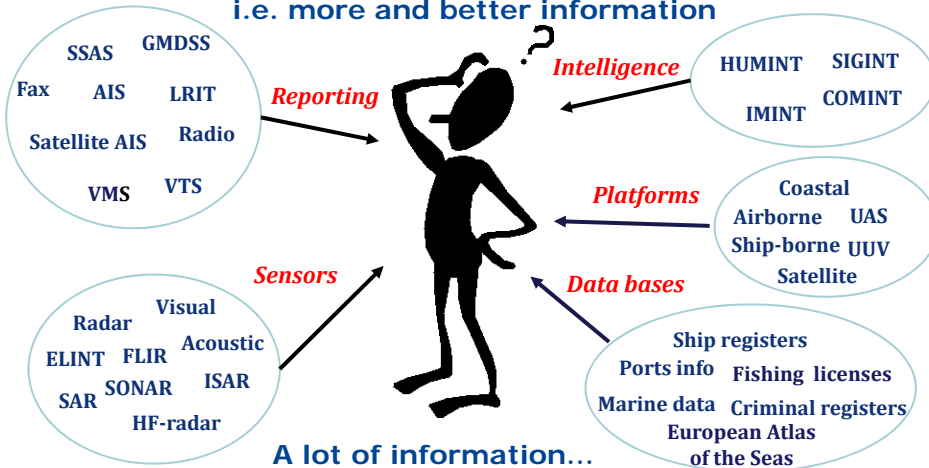 i.e. more and better information
SSAS GMDSS
Fax AIS LRIT
Satellite AIS Radio
VMS VTS
Reporting
?
Intelligence
HUMINT SIGINT
IMINT COMINT
Platforms
Coastal
Airborne UAS
Ship-borne UUV
Satellite
Sensors
Radar Visual
ELINT FLIR Acoustic
SAR SONAR ISAR
HF-radar
Data bases
Ship registers
Ports info Fishing licenses
Marine data Criminal registers
European Atlas
of the Seas
A lot of information...